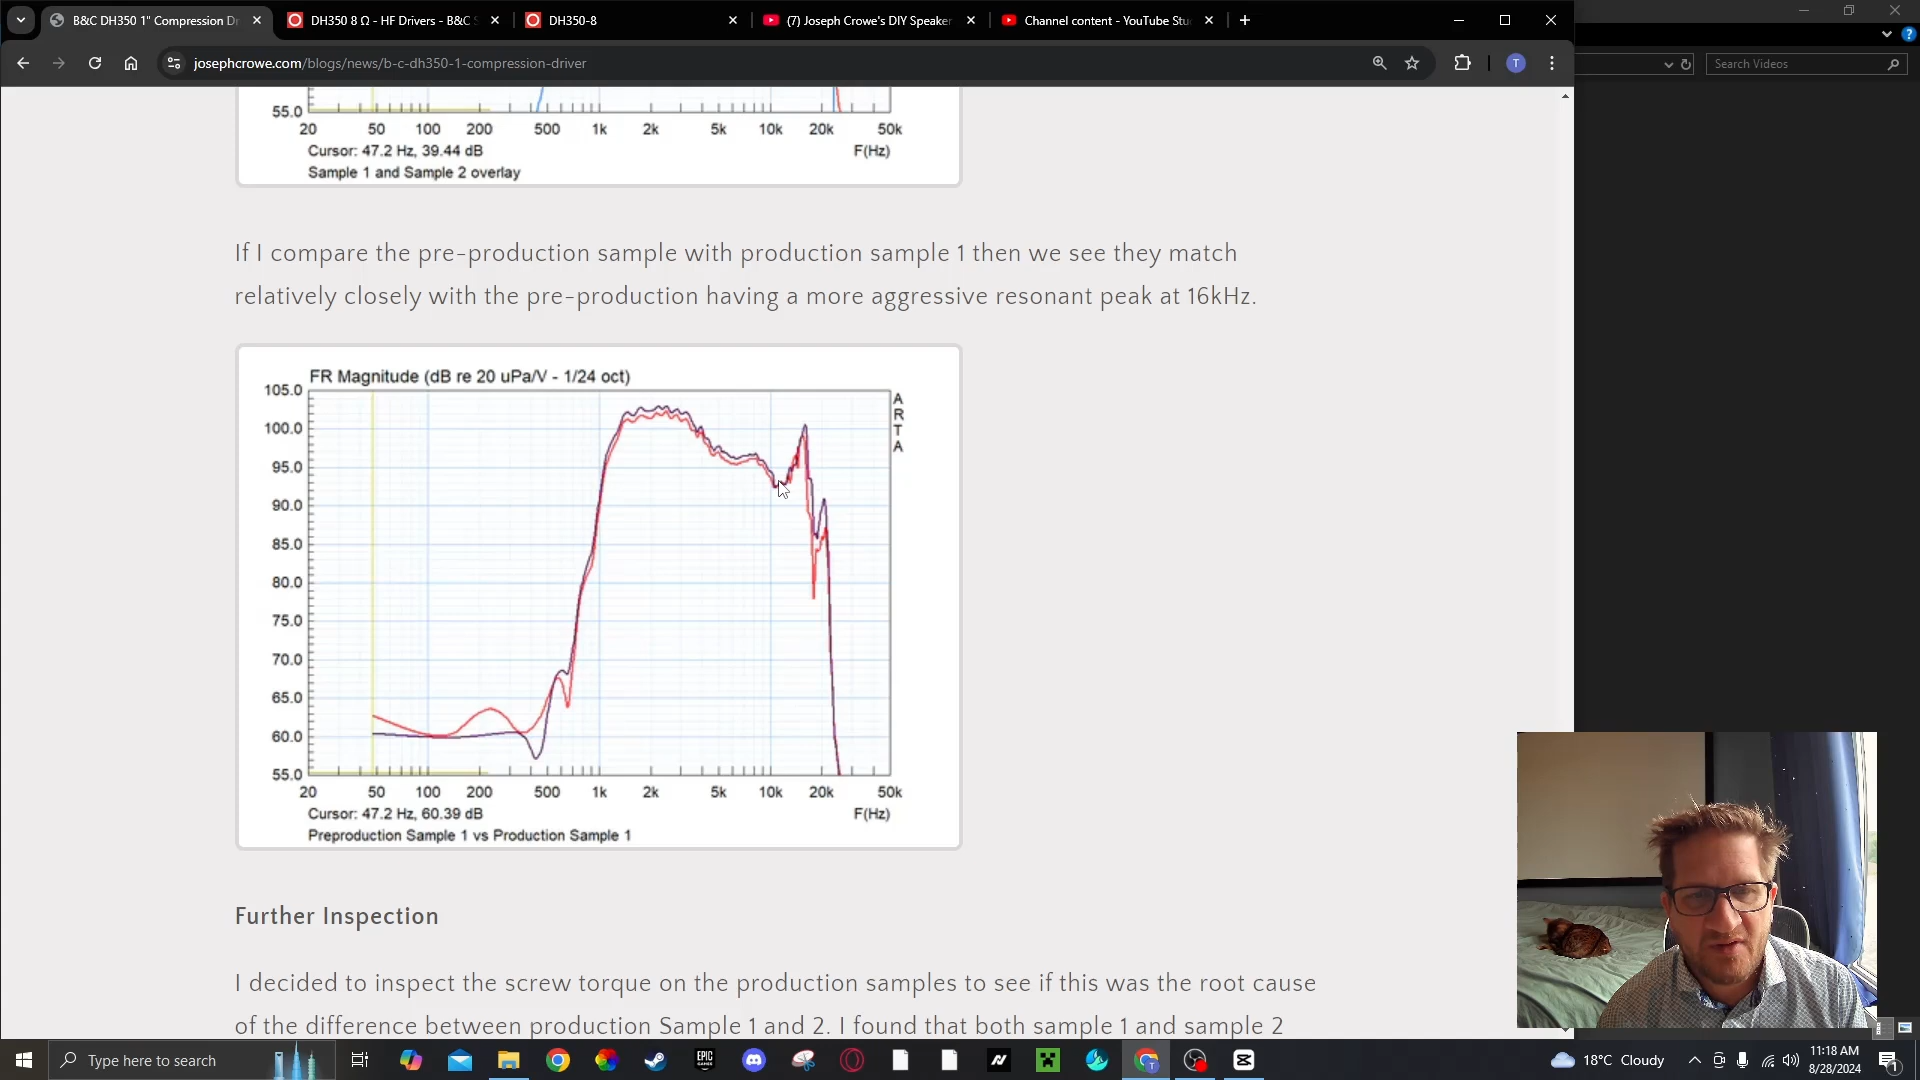 B&C DH350 1" Compression Dr
DH350 8 Ω - HF Drivers - B&C S
DH350-8
(7) Joseph Crowe's DIY Speaker
Channel content - YouTube Stu
josephcrowe.com/blogs/news/b-c-dh350-1-compression-driver
T
Search Videos
55.0
20 50 100 200 500 1k 2k 5k 10k 20k 50k
Cursor: 47.2 Hz, 39.44 dB F(Hz)
Sample 1 and Sample 2 overlay
If I compare the pre-production sample with production sample 1 then we see they match
relatively closely with the pre-production having a more aggressive resonant peak at 16kHz.
FR Magnitude (dB re 20 uPa/V - 1/24 oct)
105.0
100.0
95.0
90.0
85.0
80.0
75.0
70.0
65.0
60.0
55.0
A
R
T
A
20 50 100 200 500 1k 2k 5k 10k 20k 50k
Cursor: 47.2 Hz, 60.39 dB F(Hz)
Preproduction Sample 1 vs Production Sample 1
Further Inspection
I decided to inspect the screw torque on the production samples to see if this was the root cause
of the difference between production Sample 1 and 2. I found that both sample 1 and sample 2
Type here to search
EPIC
GAMES
18°C Cloudy
11:18 AM
8/28/2024
1